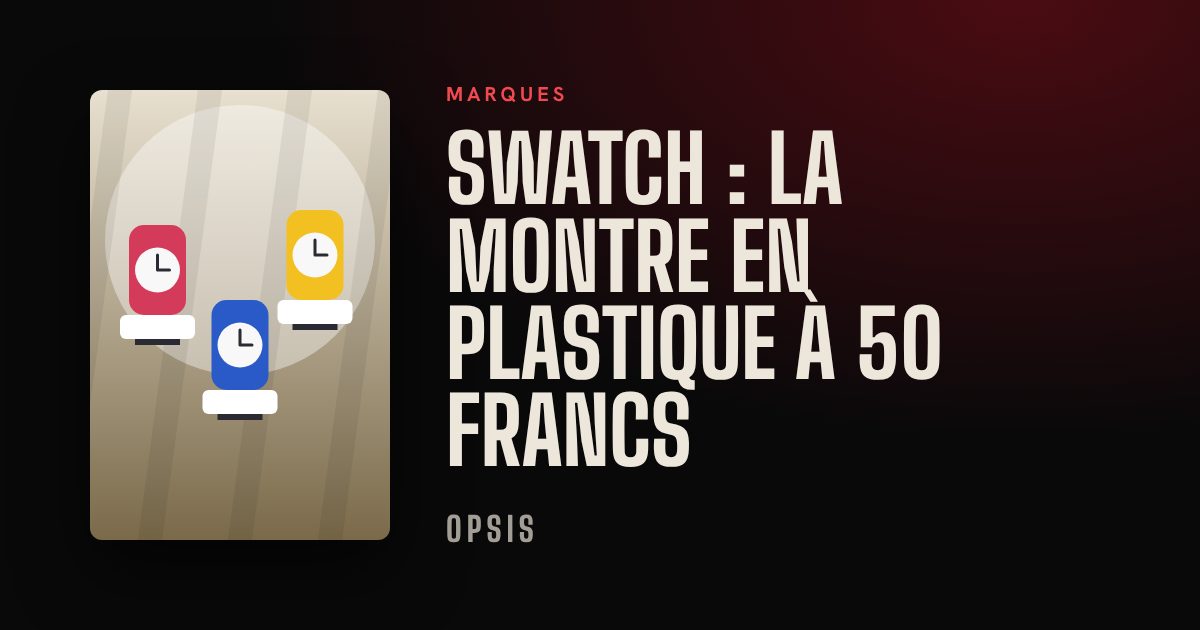 MARQUES
SWATCH : LA
MONTRE EN
PLASTIQUE À 50
FRANCS
OPSIS